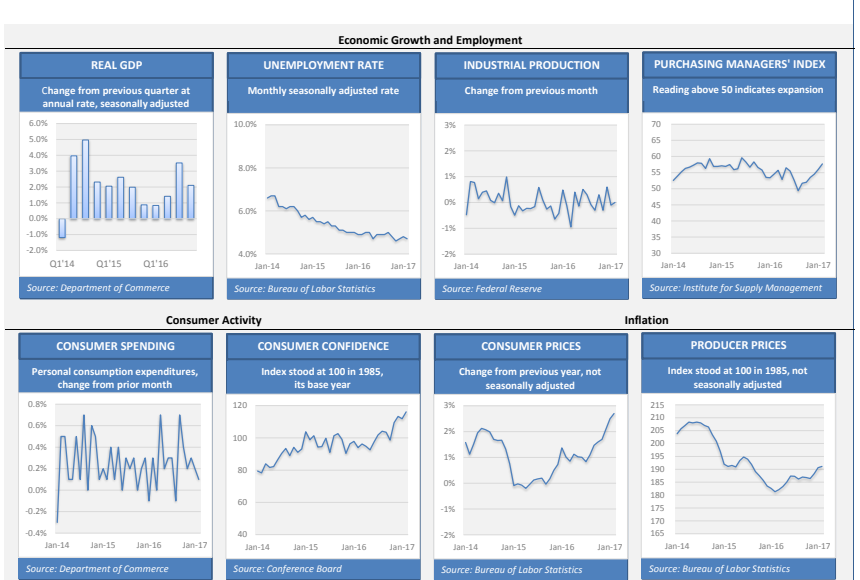 Economic Growth and Employment
REAL GDP
Change from previous quarter at
annual rate, seasonally adjusted
6.0%
5.0%
4.0%
3.0%
2.0%
1.0%
0.0%
-1.0%
-2.0%
Q1'14
Q1'15
Q1'16
Source: Department of Commerce
UNEMPLOYMENT RATE
Monthly seasonally adjusted rate
10.0%
8.0%
6.0%
4.0%
Jan-14
Jan-15
Jan-16
Jan-17
Source: Bureau of Labor Statistics
INDUSTRIAL PRODUCTION
Change from previous month
3%
2%
1%
0%
-1%
-2%
Jan-14
Jan-15
Jan-16
Jan-17
Source: Federal Reserve
PURCHASING MANAGERS' INDEX
Reading above 50 indicates expansion
70
65
60
55
50
45
40
35
30
Jan-14
Jan-15
Jan-16
Jan-17
Source: Institute for Supply Management
Consumer Activity
CONSUMER SPENDING
Personal consumption expenditures,
change from prior month
0.8%
0.6%
0.4%
0.2%
0.0%
-0.2%
-0.4%
Jan-14
Jan-15
Jan-16
Jan-17
Source: Department of Commerce
CONSUMER CONFIDENCE
Index stood at 100 in 1985,
its base year
120
100
80
60
40
Jan-14
Jan-15
Jan-16
Jan-17
Source: Conference Board
Inflation
CONSUMER PRICES
Change from previous year, not
seasonally adjusted
3%
2%
1%
0%
-1%
-2%
Jan-14
Jan-15
Jan-16
Jan-17
Source: Bureau of Labor Statistics
PRODUCER PRICES
Index stood at 100 in 1985, not
seasonally adjusted
215
210
205
200
195
190
185
180
175
170
165
Jan-14
Jan-15
Jan-16
Jan-17
Source: Bureau of Labor Statistics